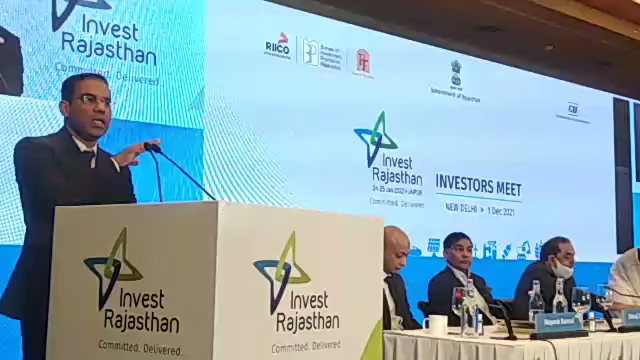 Invest
Rajasthan
Committed. Delivered.
RIICO
Government of Rajasthan
CII
Invest
Rajasthan
24-25 Jan 2022 • JAIPUR
Committed. Delivered.
INVESTORS MEET
NEW DELHI
1 Dec 2021
Invest
Rajasthan
Committed. Delivered.
Invest
Rajasthan
Committed. Delivered.